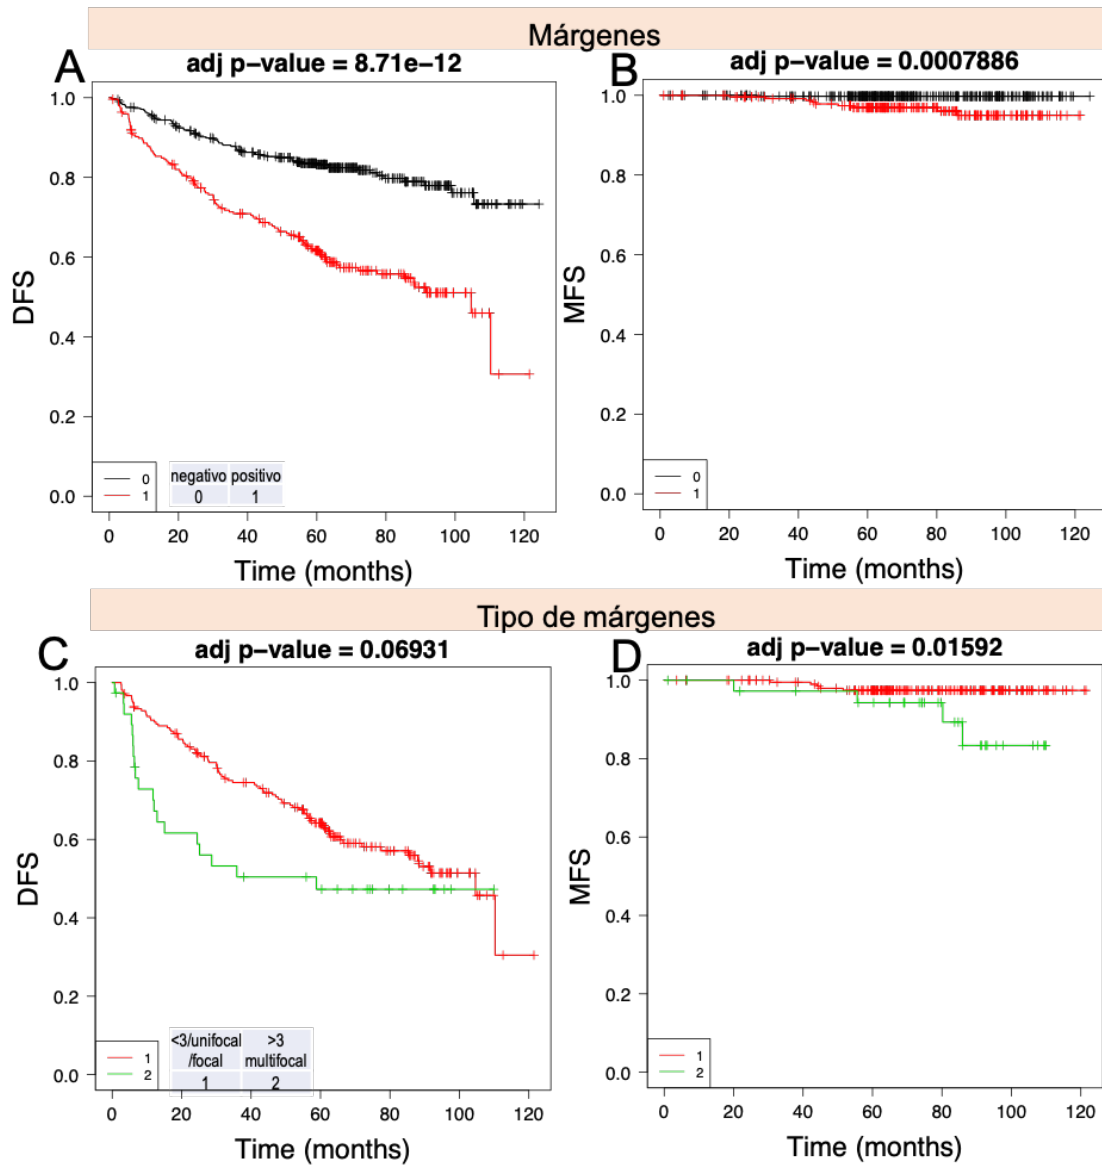 Márgenes
A
adj p-value = 8.71e-12
DFS
1.0
0.8
0.6
0.4
0.2
0.0
0
1
negativo positivo
0 1
0 20 40 60 80 100 120
Time (months)
B
adj p-value = 0.0007886
MFS
1.0
0.8
0.6
0.4
0.2
0.0
0
1
0 20 40 60 80 100 120
Time (months)
Tipo de márgenes
C
adj p-value = 0.06931
DFS
1.0
0.8
0.6
0.4
0.2
0.0
1
2
<3/unifocal >3
/focal multifocal
1 2
0 20 40 60 80 100 120
Time (months)
D
adj p-value = 0.01592
MFS
1.0
0.8
0.6
0.4
0.2
0.0
1
2
0 20 40 60 80 100 120
Time (months)